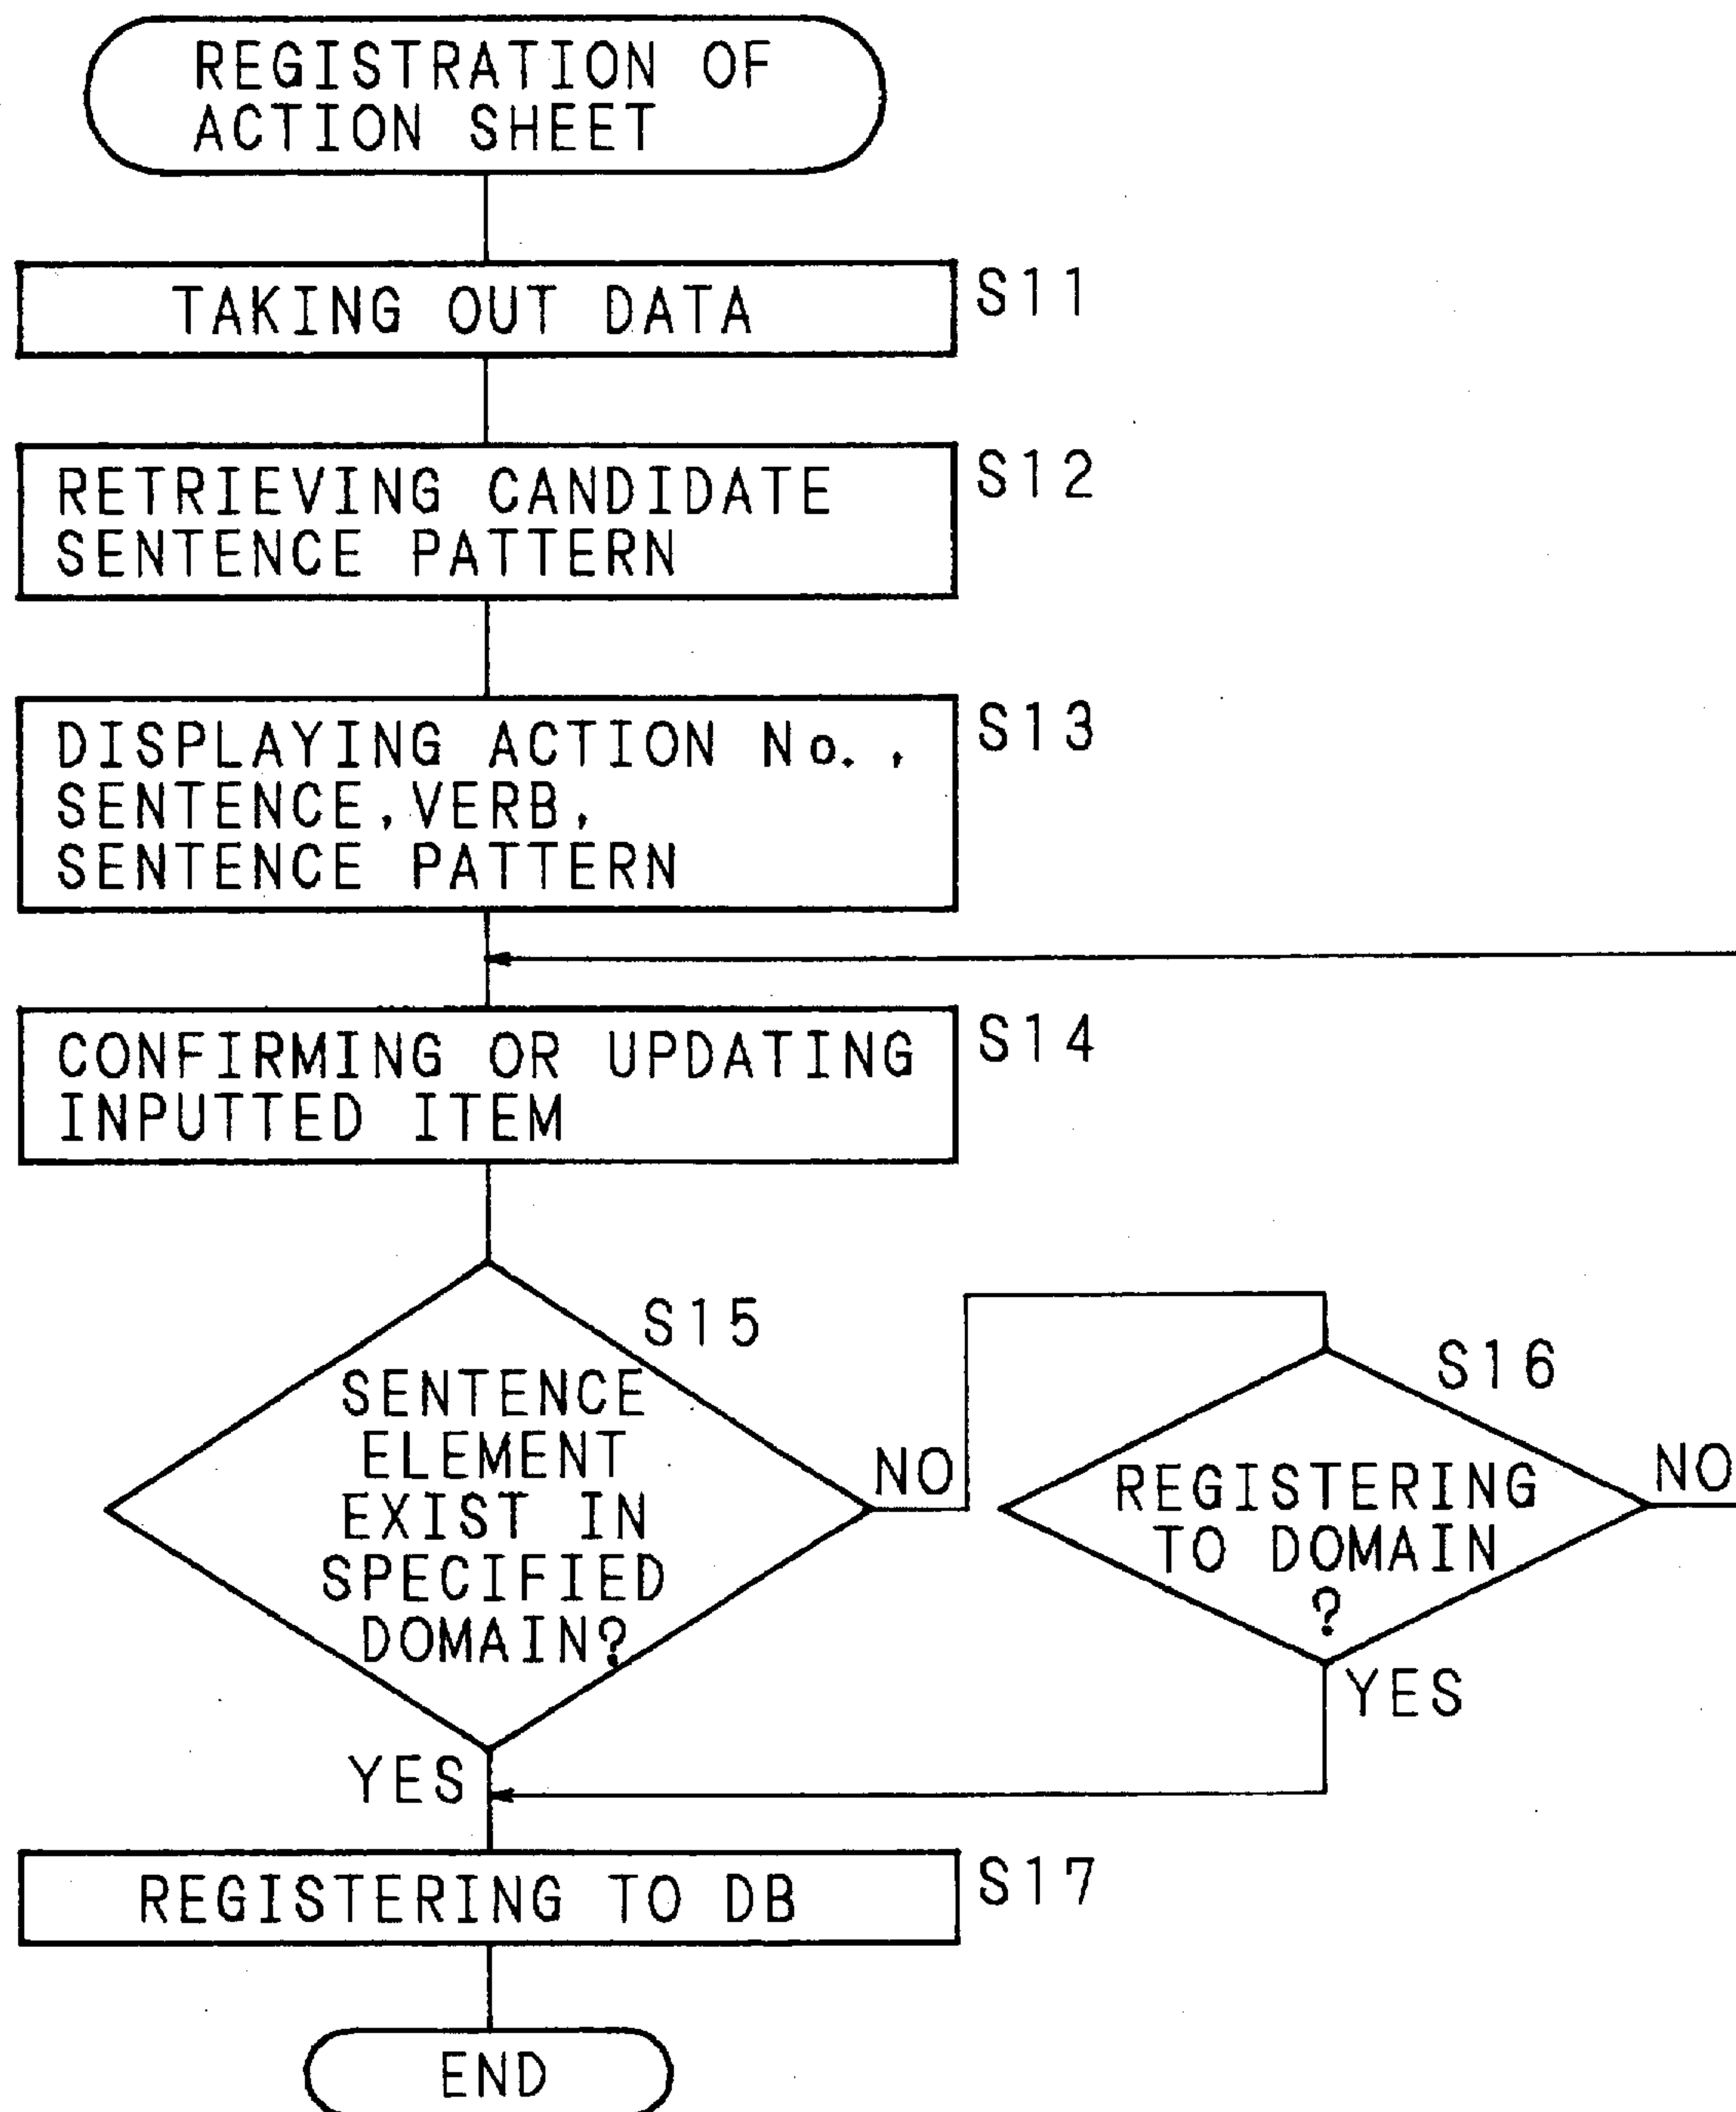 REGISTRATION OF
ACTION SHEET
TAKING OUT DATA
S11
RETRIEVING CANDIDATE
SENTENCE PATTERN
S12
DISPLAYING ACTION No.,
SENTENCE,VERB,
SENTENCE PATTERN
S13
CONFIRMING OR UPDATING
INPUTTED ITEM
S14
S15
SENTENCE
ELEMENT
EXIST IN
SPECIFIED
DOMAIN?
NO
YES
S16
REGISTERING
TO DOMAIN
?
NO
YES
REGISTERING TO DB
S17
END